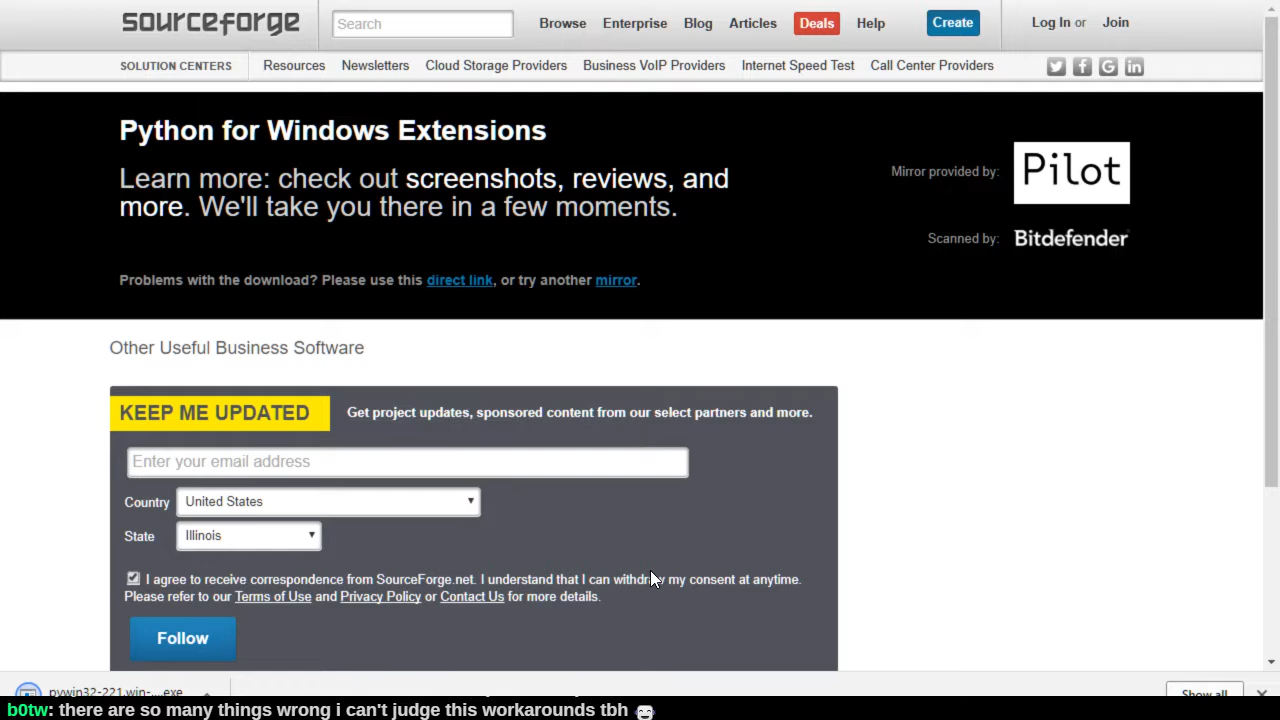 sourceforge
Search
Browse Enterprise Blog Articles Deals Help Create Log In or Join
SOLUTION CENTERS Resources Newsletters Cloud Storage Providers Business VoIP Providers Internet Speed Test Call Center Providers
Python for Windows Extensions
Learn more: check out screenshots, reviews, and
more. We'll take you there in a few moments.
Mirror provided by: Pilot
Scanned by: Bitdefender
Problems with the download? Please use this direct link, or try another mirror.
Other Useful Business Software
KEEP ME UPDATED Get project updates, sponsored content from our select partners and more.
Enter your email address
Country United States
State Illinois
I agree to receive correspondence from SourceForge.net. I understand that I can withdraw my consent at anytime.
Please refer to our Terms of Use and Privacy Policy or Contact Us for more details.
Follow
pywin32-221.win-....exe Show all
b0tw: there are so many things wrong i can't judge this workarounds tbh